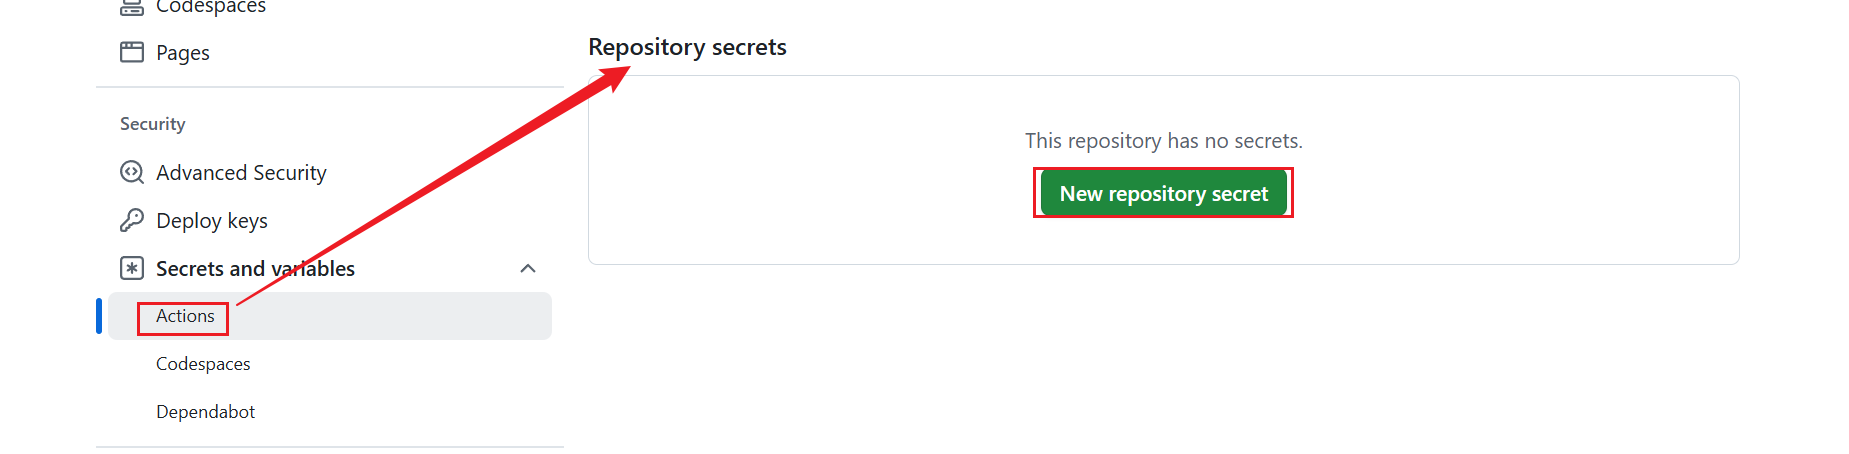 Codespaces
Pages
Security
Advanced Security
Deploy keys
Secrets and variables
Actions
Codespaces
Dependabot
Repository secrets
This repository has no secrets.
New repository secret